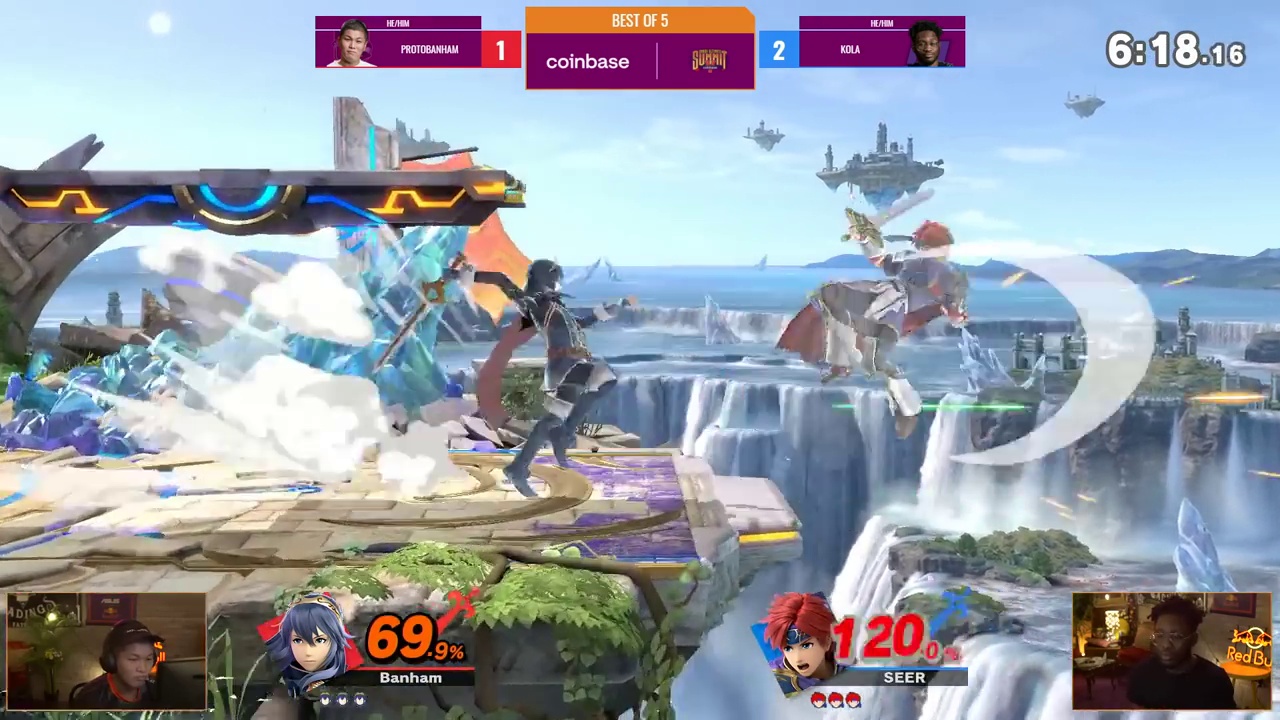 HE/HIM
PROTOBANHAM
1
BEST OF 5
coinbase
SUMMIT
2
HE/HIM
KOLA
6:18.16
69.9%
Banham
120.0%
SEER
Red Bu